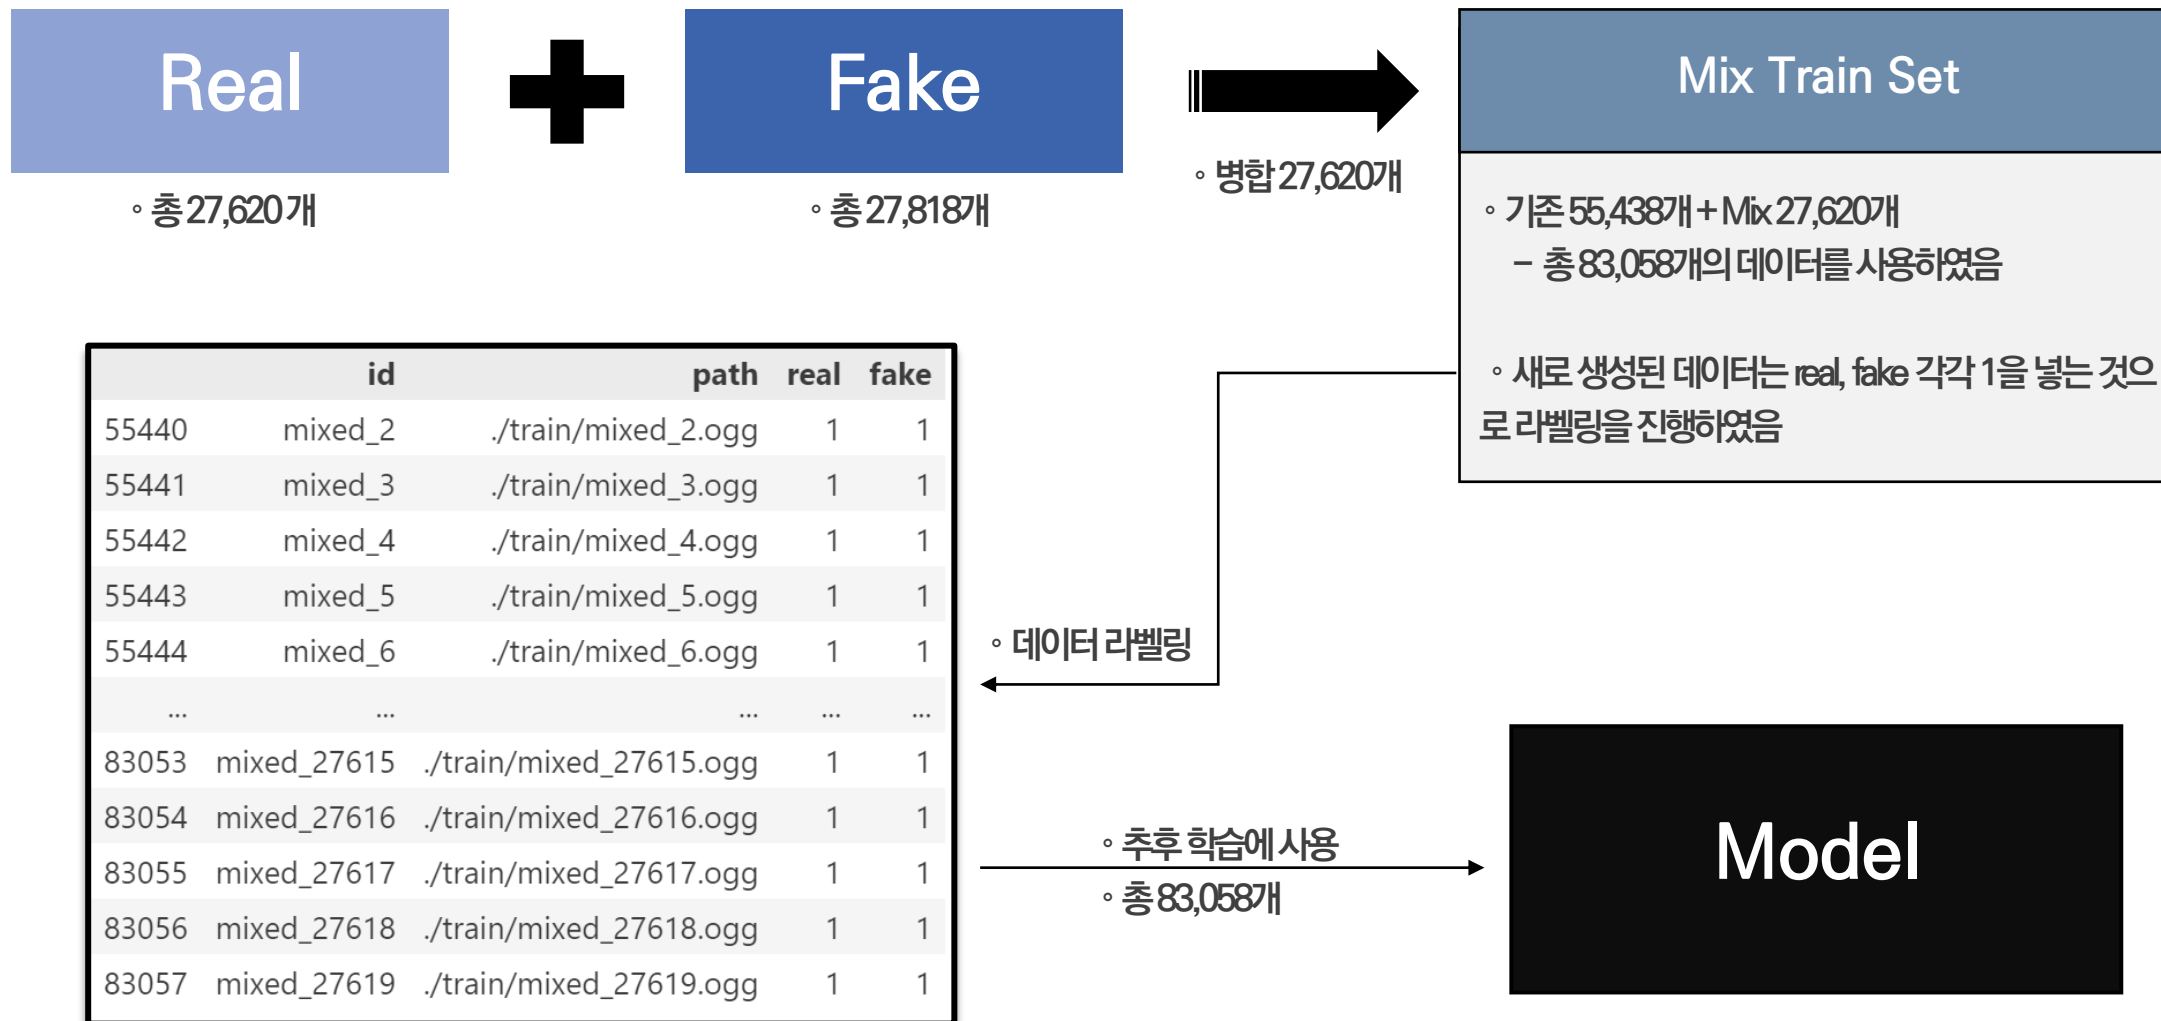 Real
Fake
Mix Train Set
◦ 총 27,620 개
◦ 총 27,818개
◦ 병합 27,620개
◦ 기존 55,438개 + Mix 27,620개
– 총 83,058개의 데이터를 사용하였음
◦ 새로 생성된 데이터는 real, fake 각각 1을 넣는 것으
로 라벨링을 진행하였음
id path real fake
55440 mixed_2 ./train/mixed_2.ogg 1 1
55441 mixed_3 ./train/mixed_3.ogg 1 1
55442 mixed_4 ./train/mixed_4.ogg 1 1
55443 mixed_5 ./train/mixed_5.ogg 1 1
55444 mixed_6 ./train/mixed_6.ogg 1 1
... ... ... ... ...
83053 mixed_27615 ./train/mixed_27615.ogg 1 1
83054 mixed_27616 ./train/mixed_27616.ogg 1 1
83055 mixed_27617 ./train/mixed_27617.ogg 1 1
83056 mixed_27618 ./train/mixed_27618.ogg 1 1
83057 mixed_27619 ./train/mixed_27619.ogg 1 1
◦ 데이터 라벨링
◦ 추후 학습에 사용
◦ 총 83,058개
Model